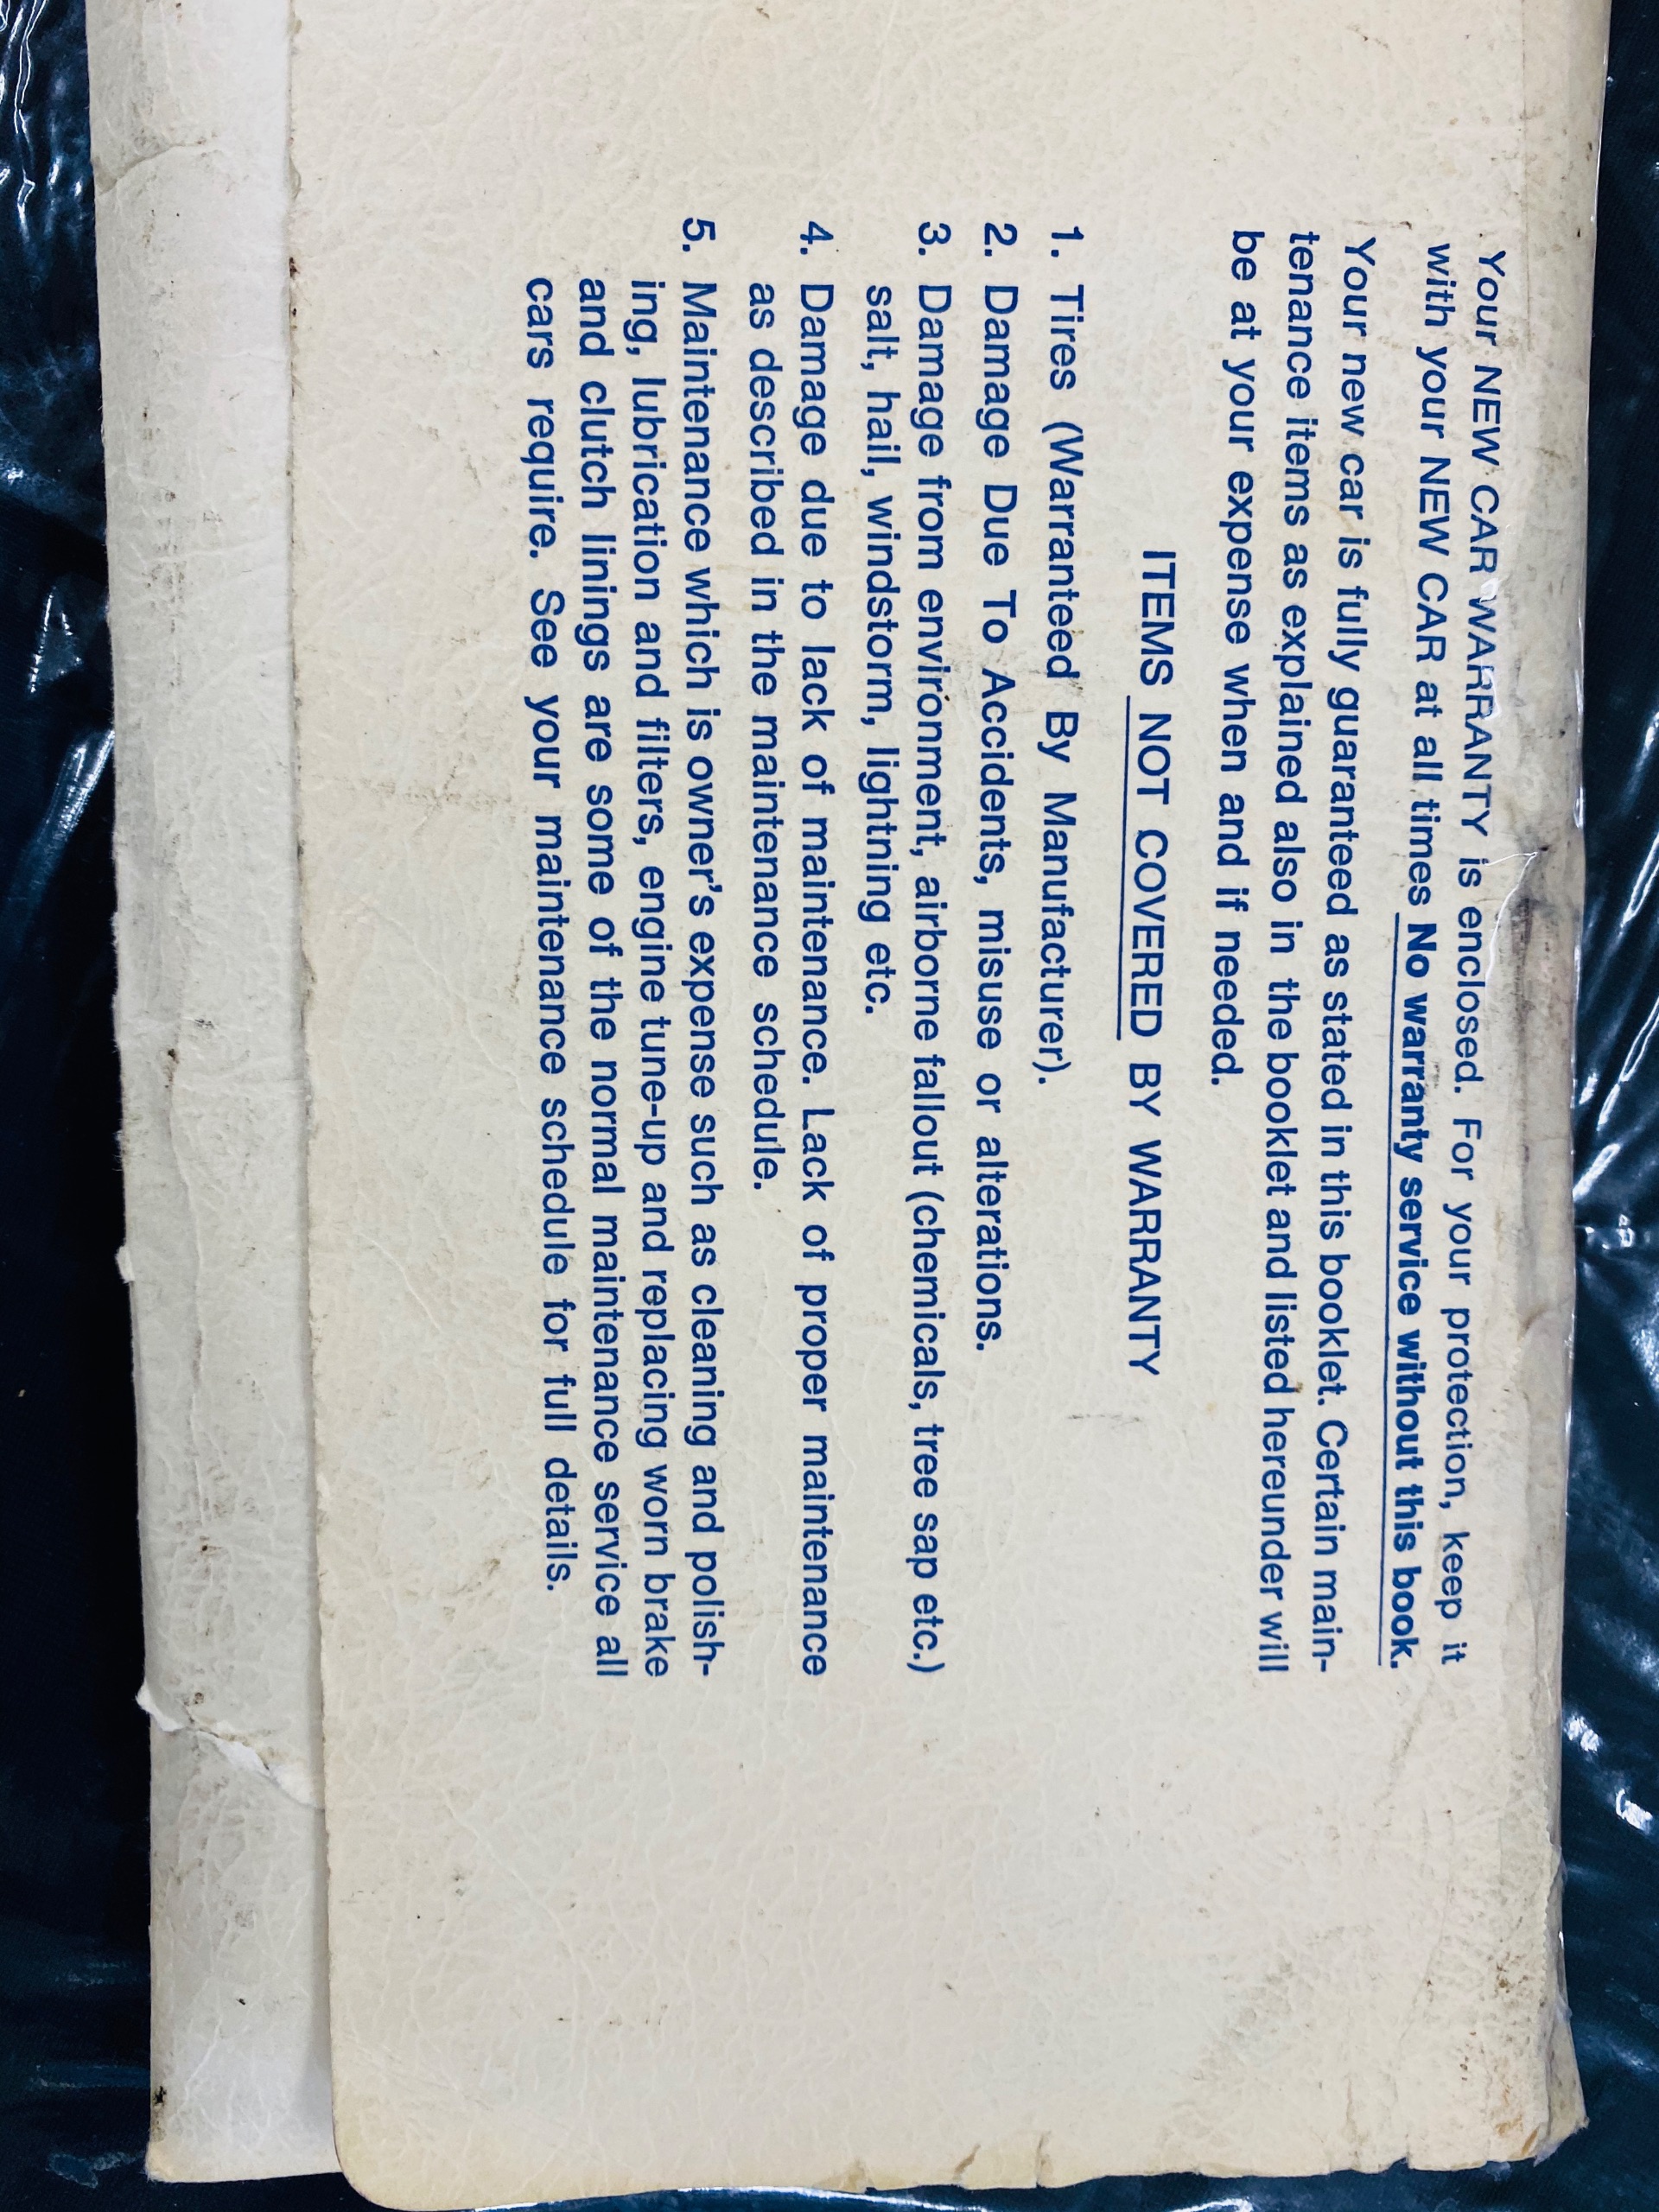 Your NEW CAR WARRANTY is enclosed. For your protection, keep it
with your NEW CAR at all times No warranty service without this book.
Your new car is fully guaranteed as stated in this booklet. Certain main-
tenance items as explained also in the booklet and listed hereunder will
be at your expense when and if needed.
ITEMS NOT COVERED BY WARRANTY
1. Tires (Warranteed By Manufacturer).
2. Damage Due To Accidents, misuse or alterations.
3. Damage from environment, airborne fallout (chemicals, tree sap etc.)
salt, hail, windstorm, lightning etc.
4. Damage due to lack of maintenance. Lack of proper maintenance
as described in the maintenance schedule.
5. Maintenance which is owner's expense such as cleaning and polish-
ing, lubrication and filters, engine tune-up and replacing worn brake
and clutch linings are some of the normal maintenance service all
cars require. See your maintenance schedule for full details.